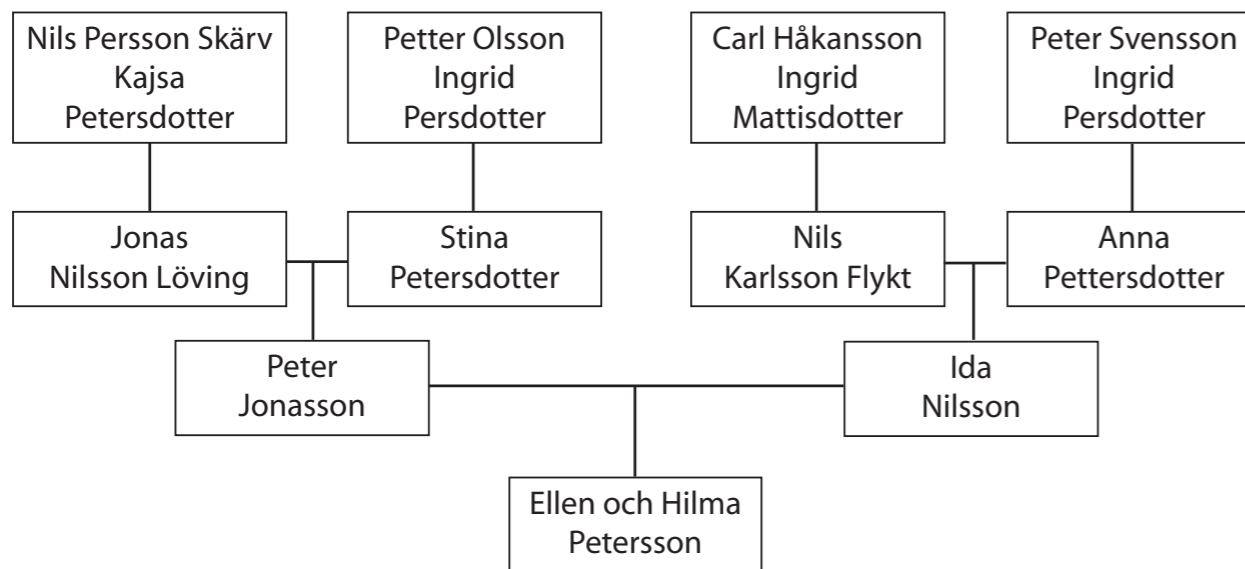 Nils Persson Skärv
Kajsa
Petersdotter
Petter Olsson
Ingrid
Persdotter
Carl Håkansson
Ingrid
Mattisdotter
Peter Svensson
Ingrid
Persdotter
Jonas
Nilsson Löving
Stina
Petersdotter
Nils
Karlsson Flykt
Anna
Pettersdotter
Peter
Jonasson
Ida
Nilsson
Ellen och Hilma
Petersson